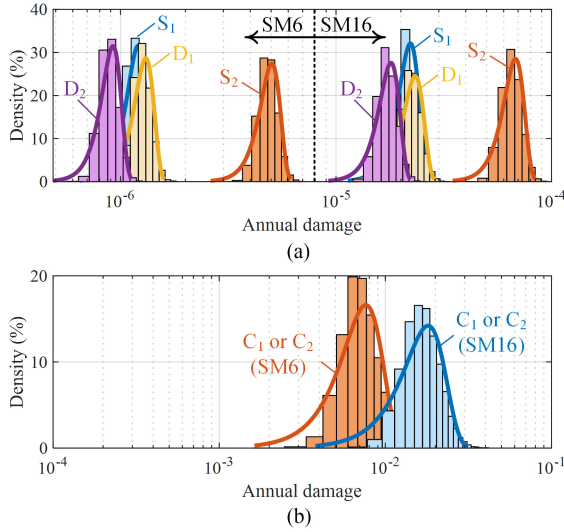 SM6 SM16
40
30
20
10
0
Density (%)
D₂
S₁
D₁
S₂
D₂
S₁
D₁
S₂
10⁻⁶ 10⁻⁵ 10⁻⁴
Annual damage
(a)
20
10
0
Density (%)
C₁ or C₂
(SM6)
C₁ or C₂
(SM16)
10⁻⁴ 10⁻³ 10⁻² 10⁻¹
Annual damage
(b)